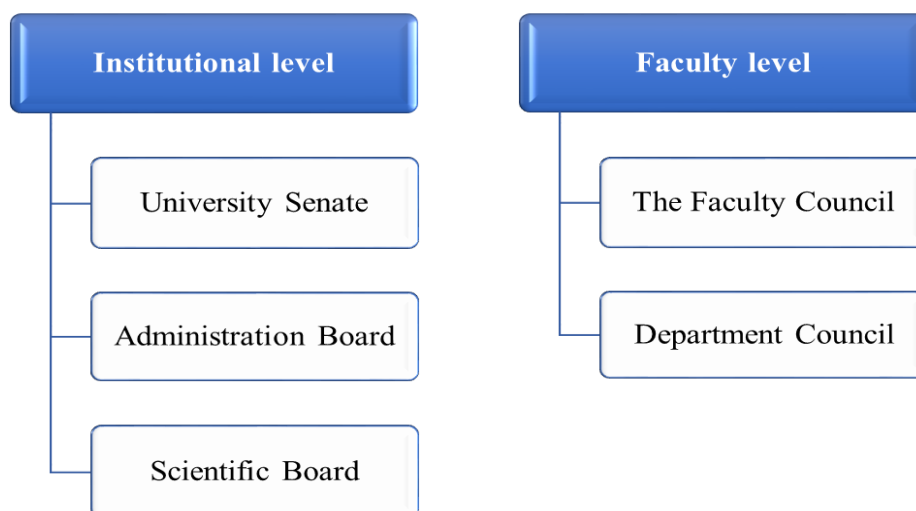 Institutional level
University Senate
Administration Board
Scientific Board
Faculty level
The Faculty Council
Department Council